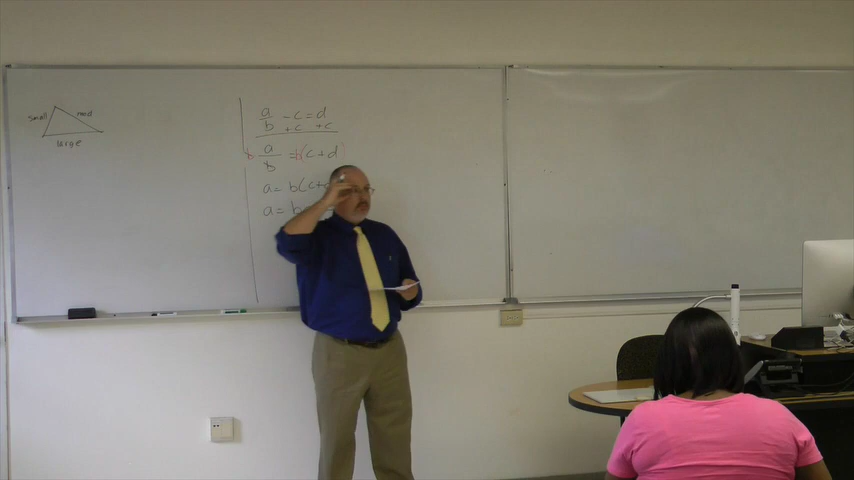 small med
large
a/b - c = d
+c +c
b a/b = b(c+d)
a = b(c+
a = b